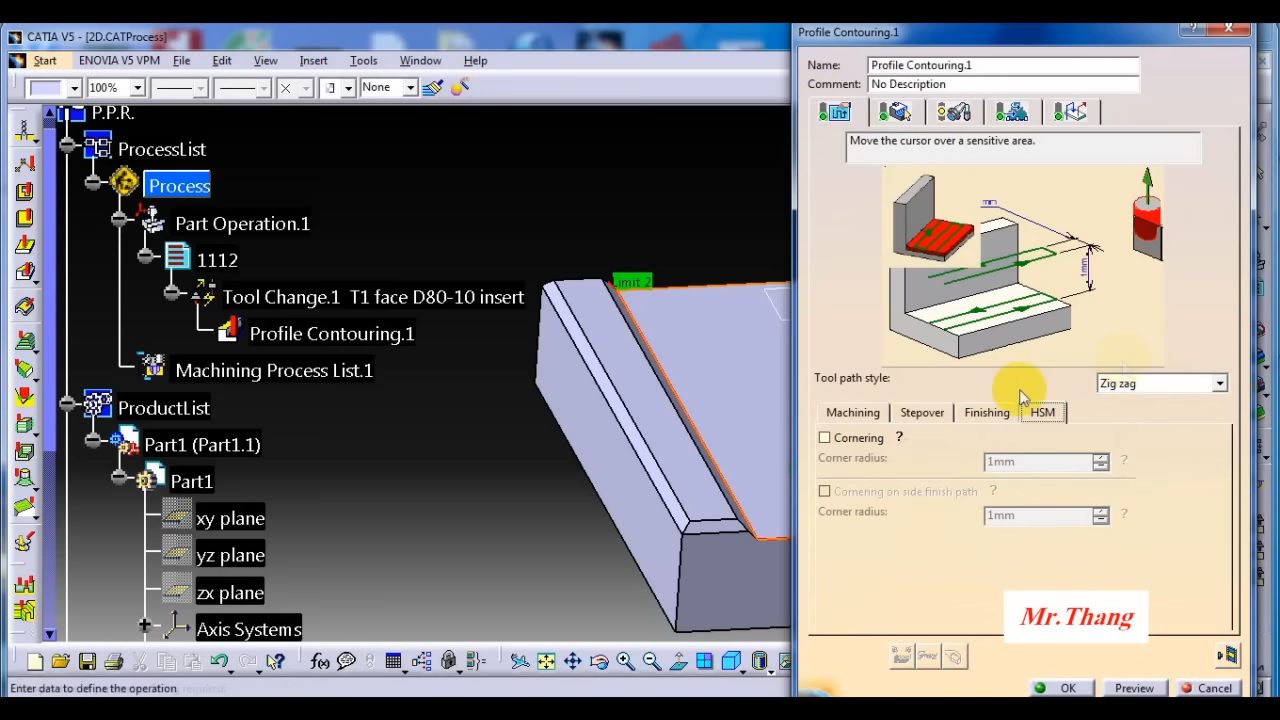 CATIA V5 - [2D.CATProcess]
Start ENOVIA V5 VPM File Edit View Insert Tools Window Help
100% None
P.P.R.
ProcessList
Process
Part Operation.1
1112
Tool Change.1 T1 face D80-10 insert
Profile Contouring.1
Machining Process List.1
ProductList
Part1 (Part1.1)
Part1
xy plane
yz plane
zx plane
Axis Systems
Limit 2
Enter data to define the operation
Profile Contouring.1
Name: Profile Contouring.1
Comment: No Description
Move the cursor over a sensitive area.
1mm
Tool path style: Zig zag
Machining Stepover Finishing HSM
Cornering ?
Corner radius: 1mm ?
Cornering on side finish path ?
Corner radius: 1mm ?
Mr.Thang
OK Preview Cancel